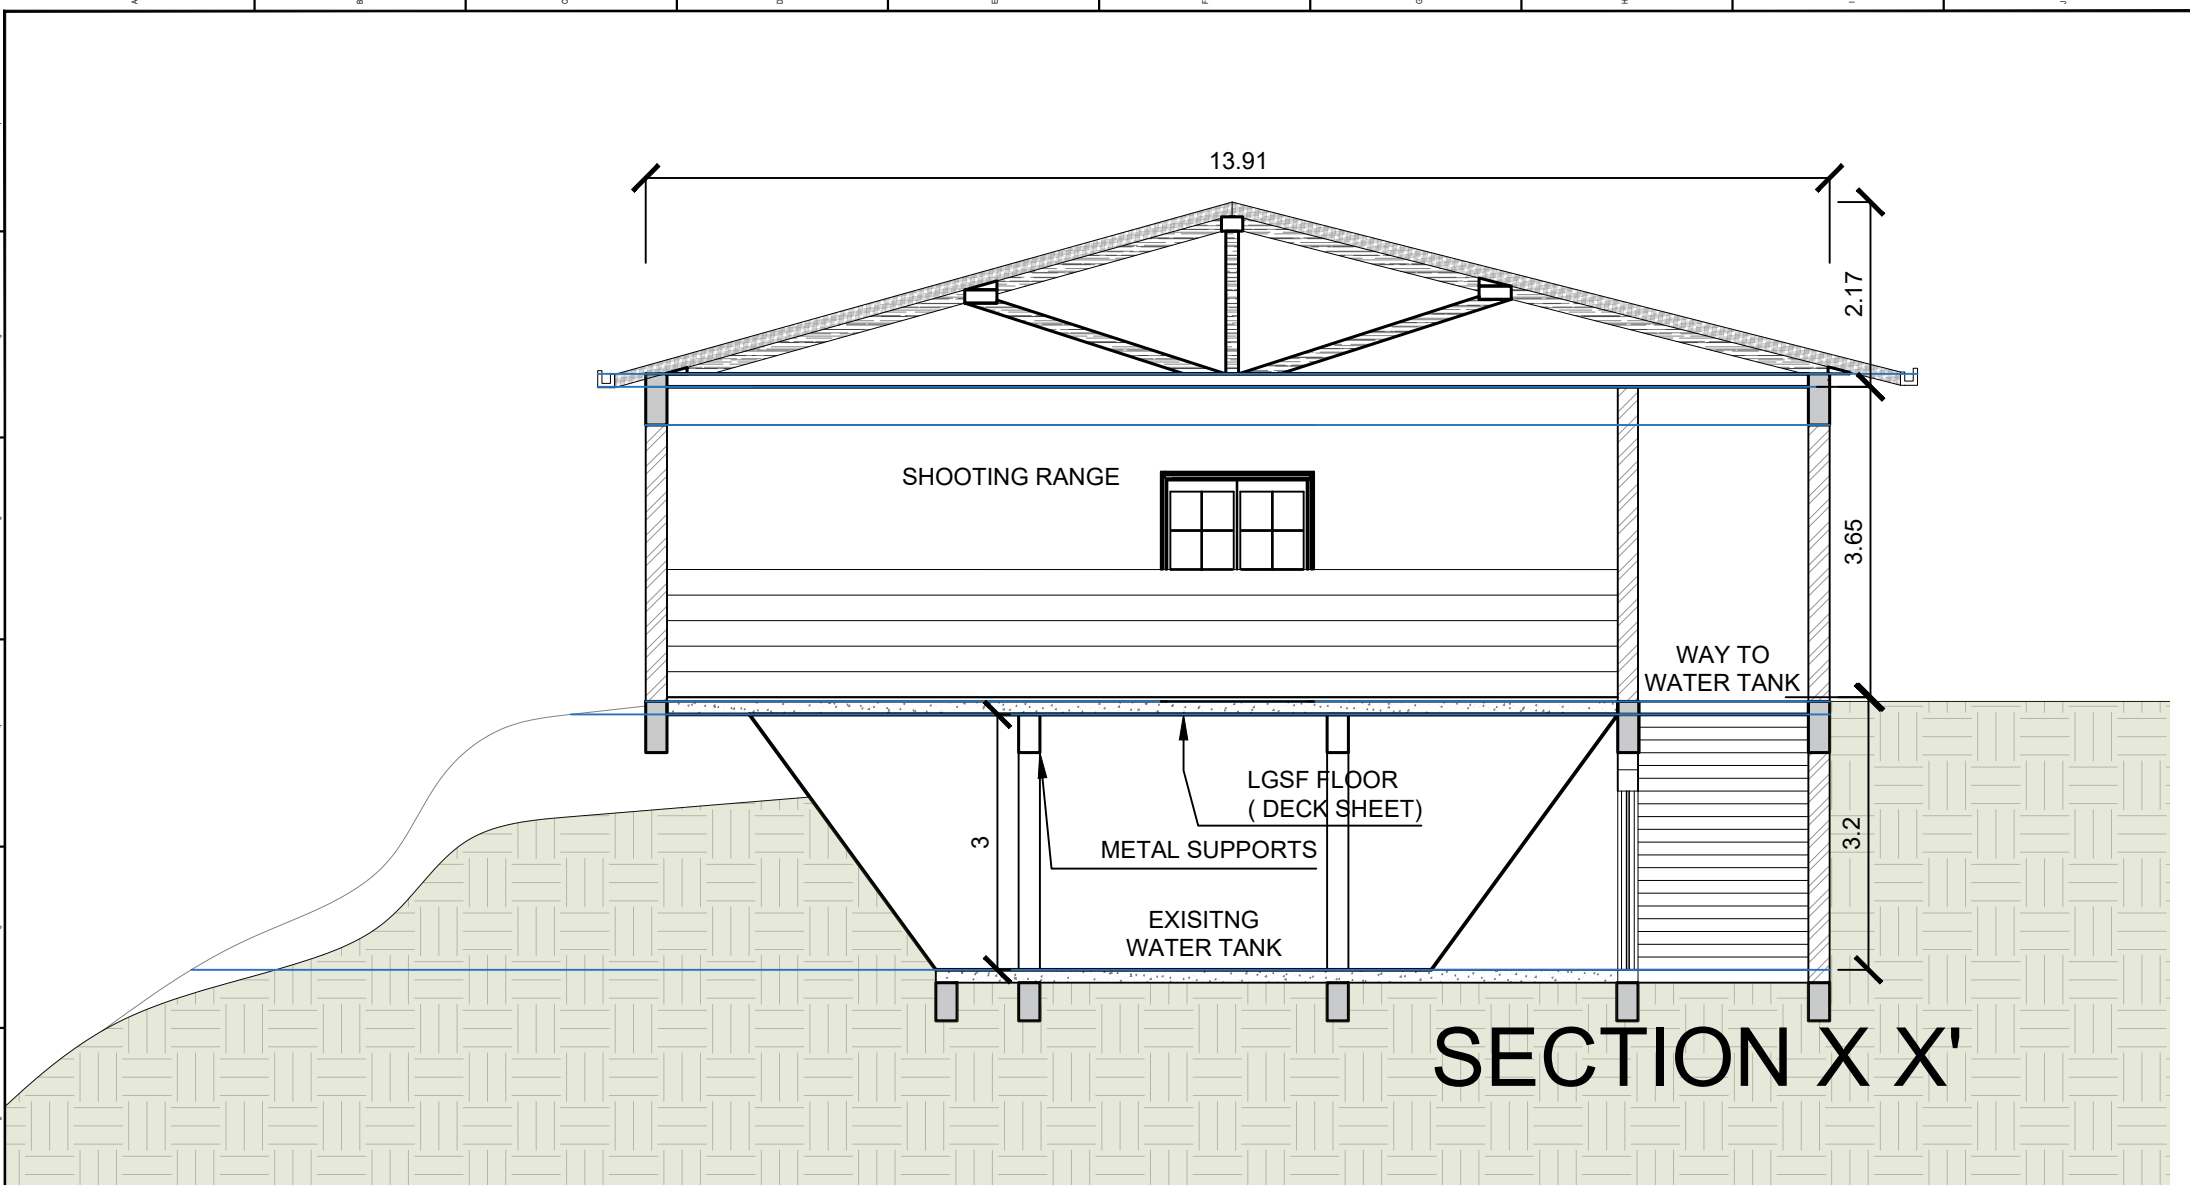 A B C D E F G H I J
13.91
2.17
SHOOTING RANGE
3.65
WAY TO
WATER TANK
LGSF FLOOR
( DECK SHEET)
3
METAL SUPPORTS
3.2
EXISITNG
WATER TANK
SECTION X X'